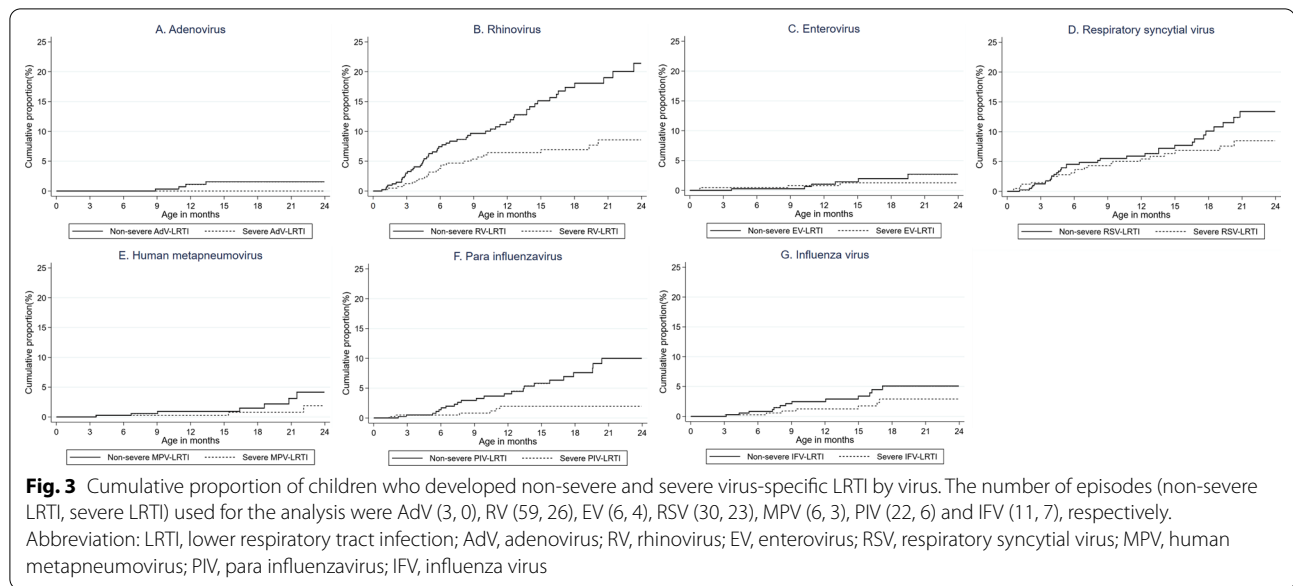 A. Adenovirus
Cumulative proportion(%)
25
20
15
10
5
0
0 3 6 9 12 15 18 21 24
Age in months
Non-severe AdV-LRTI Severe AdV-LRTI
B. Rhinovirus
Cumulative proportion(%)
25
20
15
10
5
0
0 3 6 9 12 15 18 21 24
Age in months
Non-severe RV-LRTI Severe RV-LRTI
C. Enterovirus
Cumulative proportion(%)
25
20
15
10
5
0
0 3 6 9 12 15 18 21 24
Age in months
Non-severe EV-LRTI Severe EV-LRTI
D. Respiratory syncytial virus
Cumulative proportion(%)
25
20
15
10
5
0
0 3 6 9 12 15 18 21 24
Age in months
Non-severe RSV-LRTI Severe RSV-LRTI
E. Human metapneumovirus
Cumulative proportion(%)
25
20
15
10
5
0
0 3 6 9 12 15 18 21 24
Age in months
Non-severe MPV-LRTI Severe MPV-LRTI
F. Para influenzavirus
Cumulative proportion(%)
25
20
15
10
5
0
0 3 6 9 12 15 18 21 24
Age in months
Non-severe PIV-LRTI Severe PIV-LRTI
G. Influenza virus
Cumulative proportion(%)
25
20
15
10
5
0
0 3 6 9 12 15 18 21 24
Age in months
Non-severe IFV-LRTI Severe IFV-LRTI
Fig. 3 Cumulative proportion of children who developed non-severe and severe virus-specific LRTI by virus. The number of episodes (non-severe
LRTI, severe LRTI) used for the analysis were AdV (3, 0), RV (59, 26), EV (6, 4), RSV (30, 23), MPV (6, 3), PIV (22, 6) and IFV (11, 7), respectively.
Abbreviation: LRTI, lower respiratory tract infection; AdV, adenovirus; RV, rhinovirus; EV, enterovirus; RSV, respiratory syncytial virus; MPV, human
metapneumovirus; PIV, para influenzavirus; IFV, influenza virus